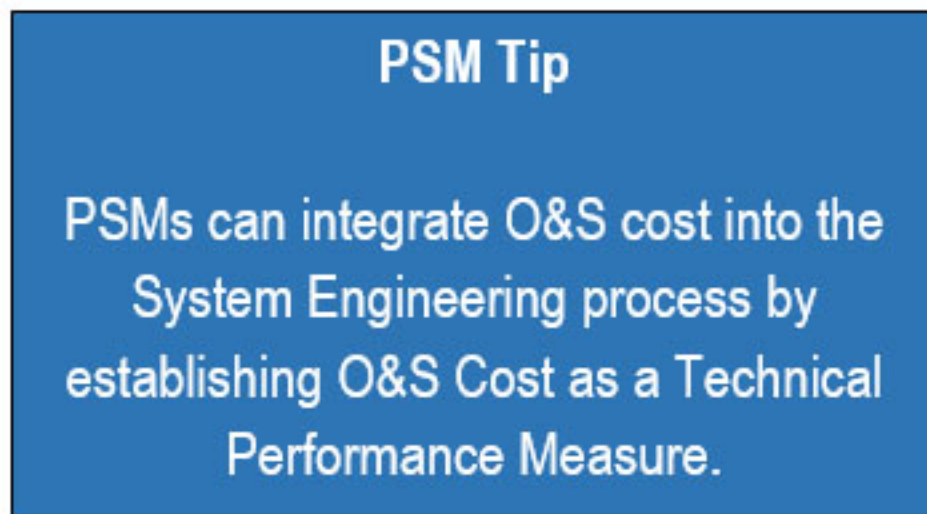 PSM Tip
PSMs can integrate O&S cost into the
System Engineering process by
establishing O&S Cost as a Technical
Performance Measure.